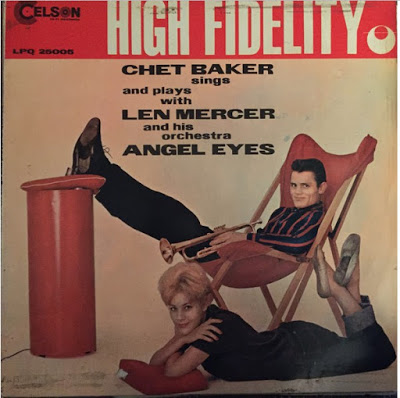 CELSON
HIGH FIDELITY
LPQ 25005
CHET BAKER
sings
and plays
with
LEN MERCER
and his
orchestra
ANGEL EYES